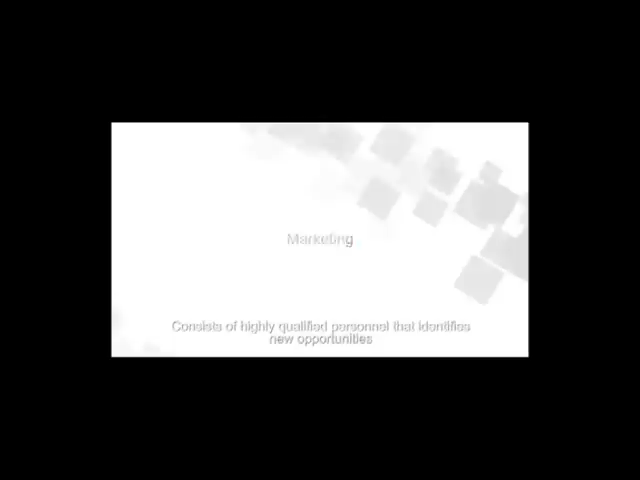 Marketing
Consists of highly qualified personnel that identifies
new opportunities